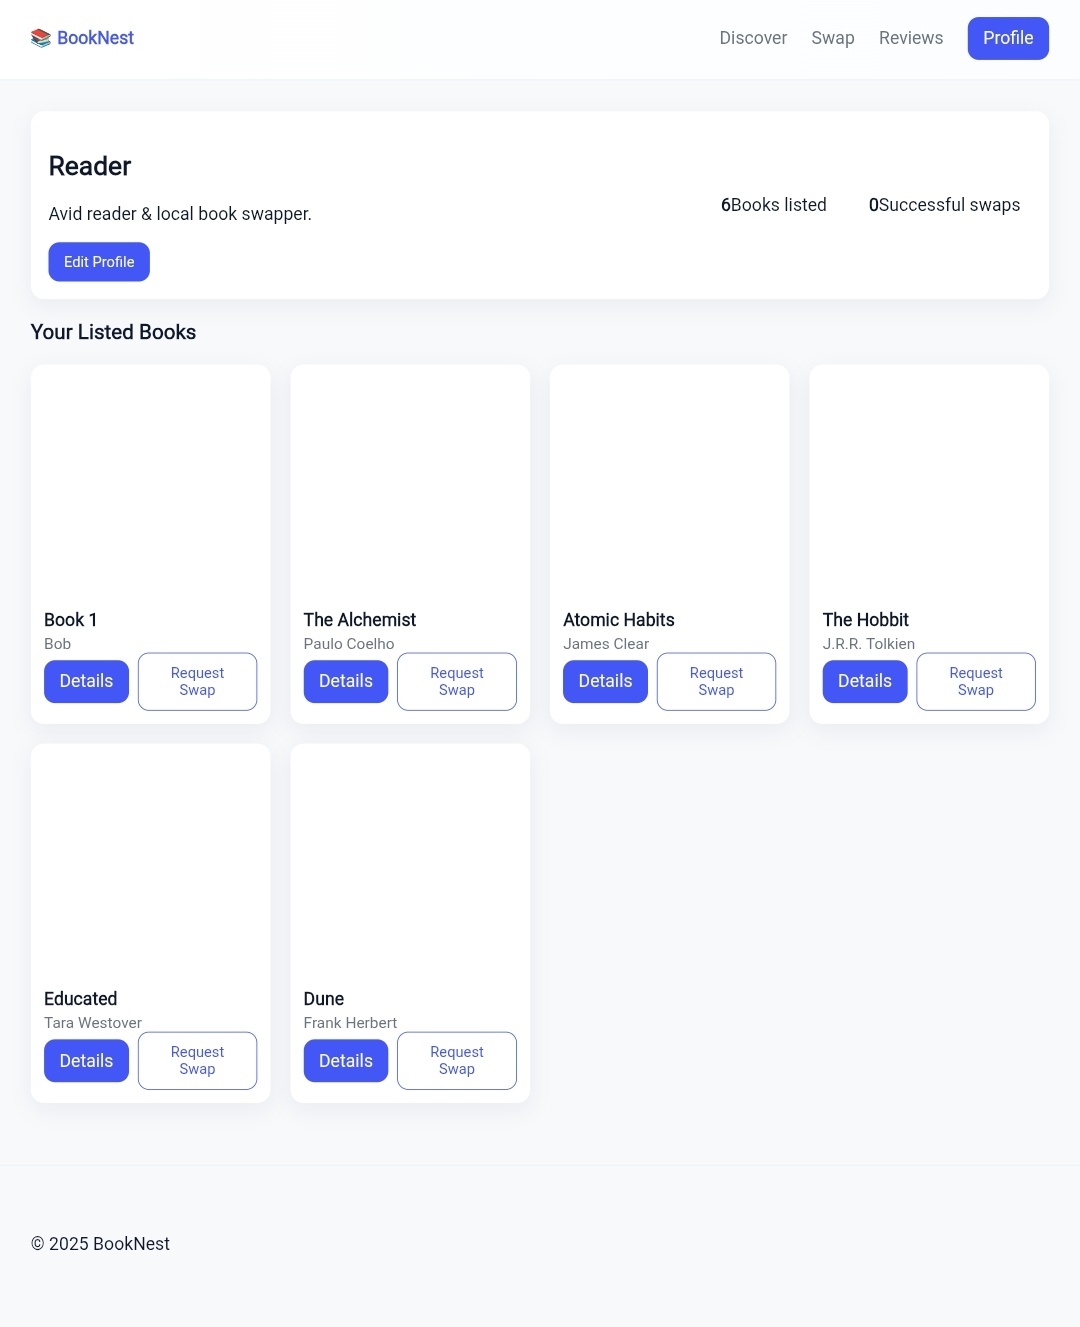 📚 BookNest
Discover Swap Reviews Profile
Reader
Avid reader & local book swapper.
6Books listed 0Successful swaps
Edit Profile
Your Listed Books
Book 1
Bob
Details
Request
Swap
The Alchemist
Paulo Coelho
Details
Request
Swap
Atomic Habits
James Clear
Details
Request
Swap
The Hobbit
J.R.R. Tolkien
Details
Request
Swap
Educated
Tara Westover
Details
Request
Swap
Dune
Frank Herbert
Details
Request
Swap
© 2025 BookNest